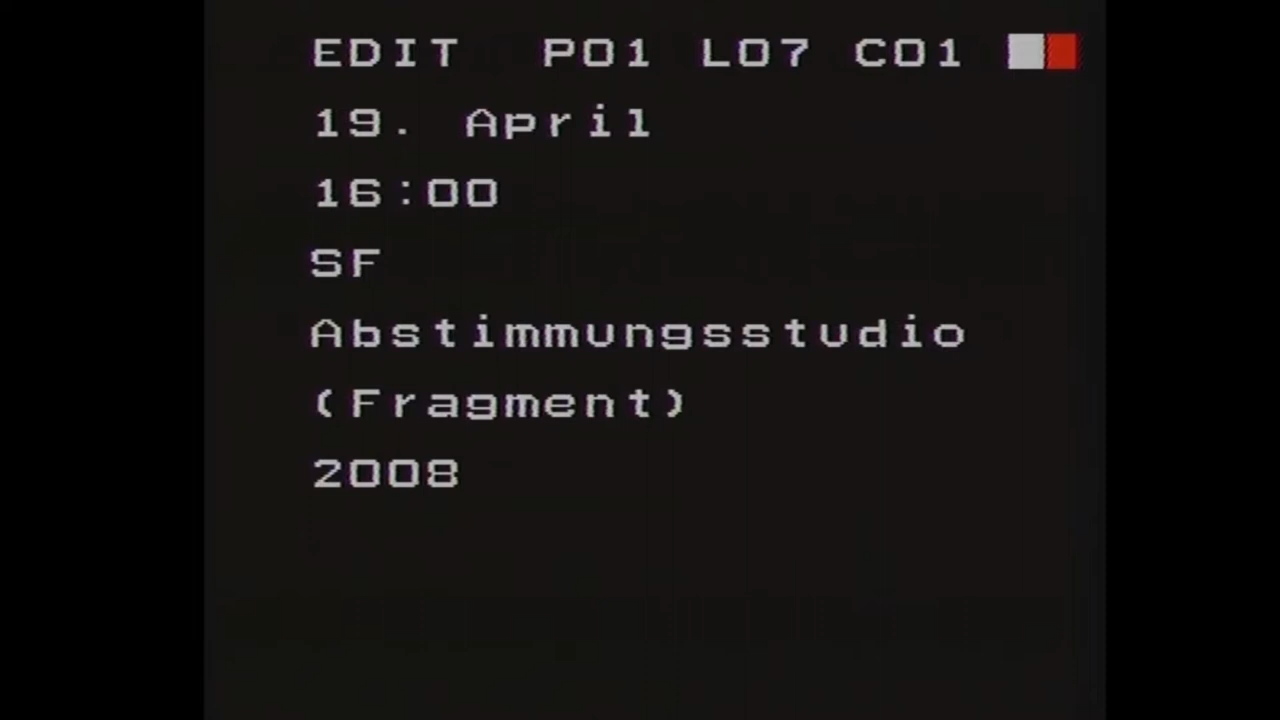 EDIT P01 L07 C01
19. April
16:00
SF
Abstimmungsstudio
(Fragment)
2008